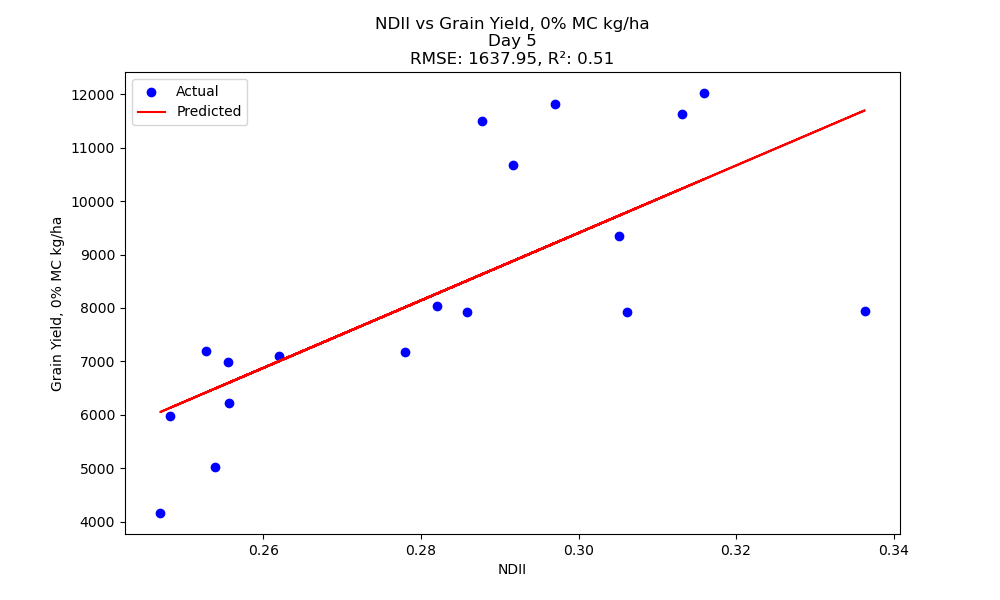 NDII vs Grain Yield, 0% MC kg/ha
Day 5
RMSE: 1637.95, R²: 0.51
Actual
Predicted
12000
11000
10000
9000
8000
7000
6000
5000
4000
Grain Yield, 0% MC kg/ha
0.26
0.28
0.30
0.32
0.34
NDII